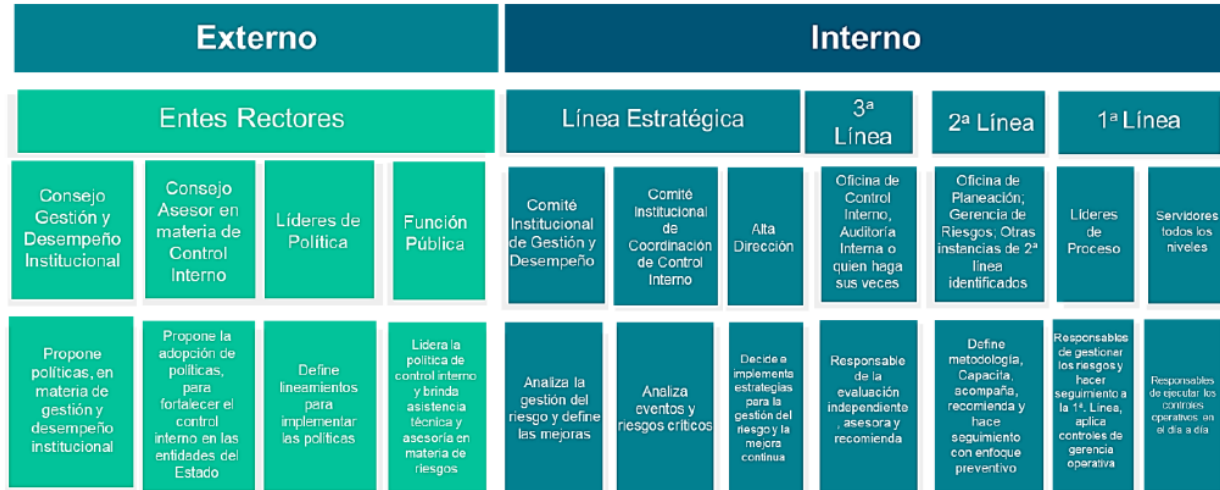 Externo
Interno
Entes Rectores
Línea Estratégica
3ª
Línea
2ª Línea
1ª Línea
Consejo
Gestión y
Desempeño
Institucional
Consejo
Asesor en
materia de
Control
Interno
Líderes de
Política
Función
Pública
Comité
Institucional
de Gestión y
Desempeño
Comité
Institucional
de
Coordinación
de Control
Interno
Alta
Dirección
Oficina de
Control
Interno,
Auditoría
Interna o
quien haga
sus veces
Oficina de
Planeación;
Gerencia de
Riesgos; Otras
instancias de 2ª
línea
identificados
Líderes
de
Proceso
Servidores
todos los
niveles
Propone
políticas, en
materia de
gestión y
desempeño
institucional
Propone la
adopción de
políticas,
para
fortalecer el
control
interno en las
entidades del
Estado
Define
lineamientos
para
implementar
las políticas
Lidera la
política de
control interno
y brinda
asistencia
técnica y
asesoría en
materia de
riesgos
Analiza la
gestión del
riesgo y define
las mejoras
Analiza
eventos y
riesgos críticos
Decide e
implementa
estrategias
para la
gestión del
riesgo y la
mejora
continua
Responsable
de la
evaluación
independiente
, asesora y
recomienda
Define
metodología,
Capacita,
acompaña,
recomienda y
hace
seguimiento
con enfoque
preventivo
Responsables
de gestionar
los riesgos y
hacer
seguimiento a
la 1ª. Línea,
aplica
controles de
gerencia
operativa
Responsables
de ejecutar los
controles
operativos en
el día a día